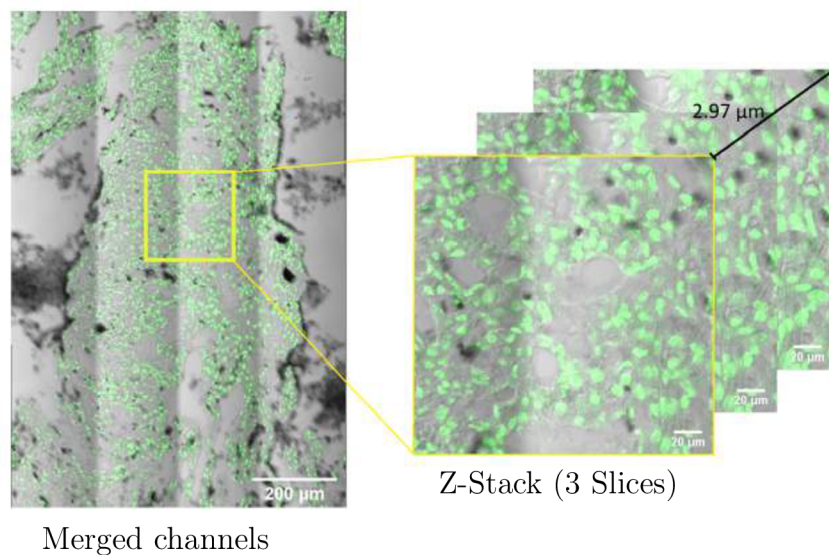 2.97 μm
20 μm
20 μm
20 μm
200 μm
Z-Stack (3 Slices)
Merged channels